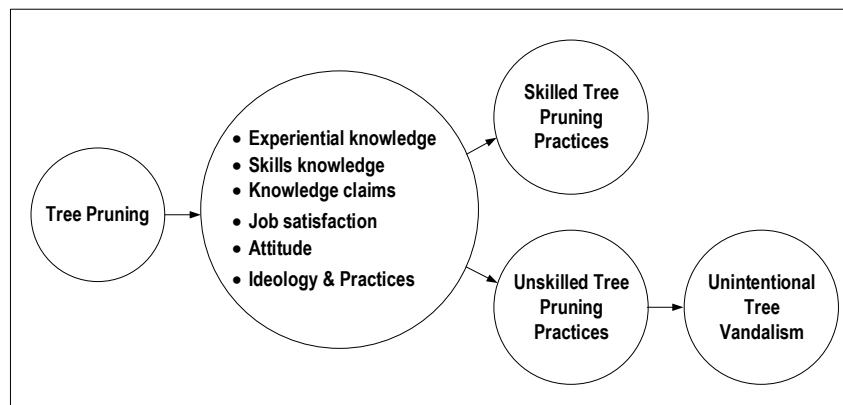 Tree Pruning
• Experiential knowledge
• Skills knowledge
• Knowledge claims
• Job satisfaction
• Attitude
• Ideology & Practices
Skilled Tree
Pruning
Practices
Unskilled Tree
Pruning
Practices
Unintentional
Tree
Vandalism